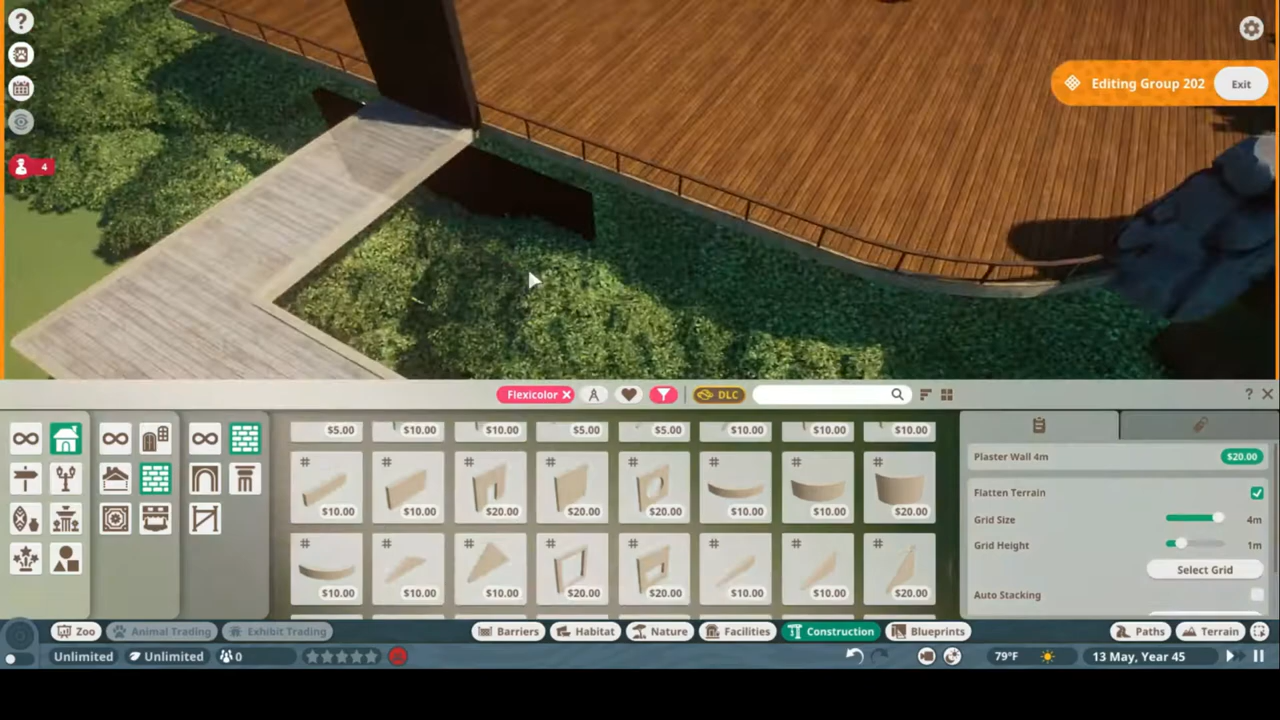 ?
Editing Group 202
Exit
4
Flexicolor
DLC
?
$5.00 $10.00 $10.00 $5.00 $5.00 $10.00 $10.00 $10.00
Plaster Wall 4m $20.00
# # # # # # # #
$10.00 $10.00 $20.00 $20.00 $20.00 $10.00 $10.00 $20.00
Flatten Terrain
Grid Size 4m
Grid Height 1m
Select Grid
# # # # # # # #
$10.00 $10.00 $10.00 $20.00 $20.00 $10.00 $10.00 $20.00
Auto Stacking
Zoo Animal Trading Exhibit Trading Barriers Habitat Nature Facilities Construction Blueprints Paths Terrain
Unlimited Unlimited 0 79°F 13 May, Year 45